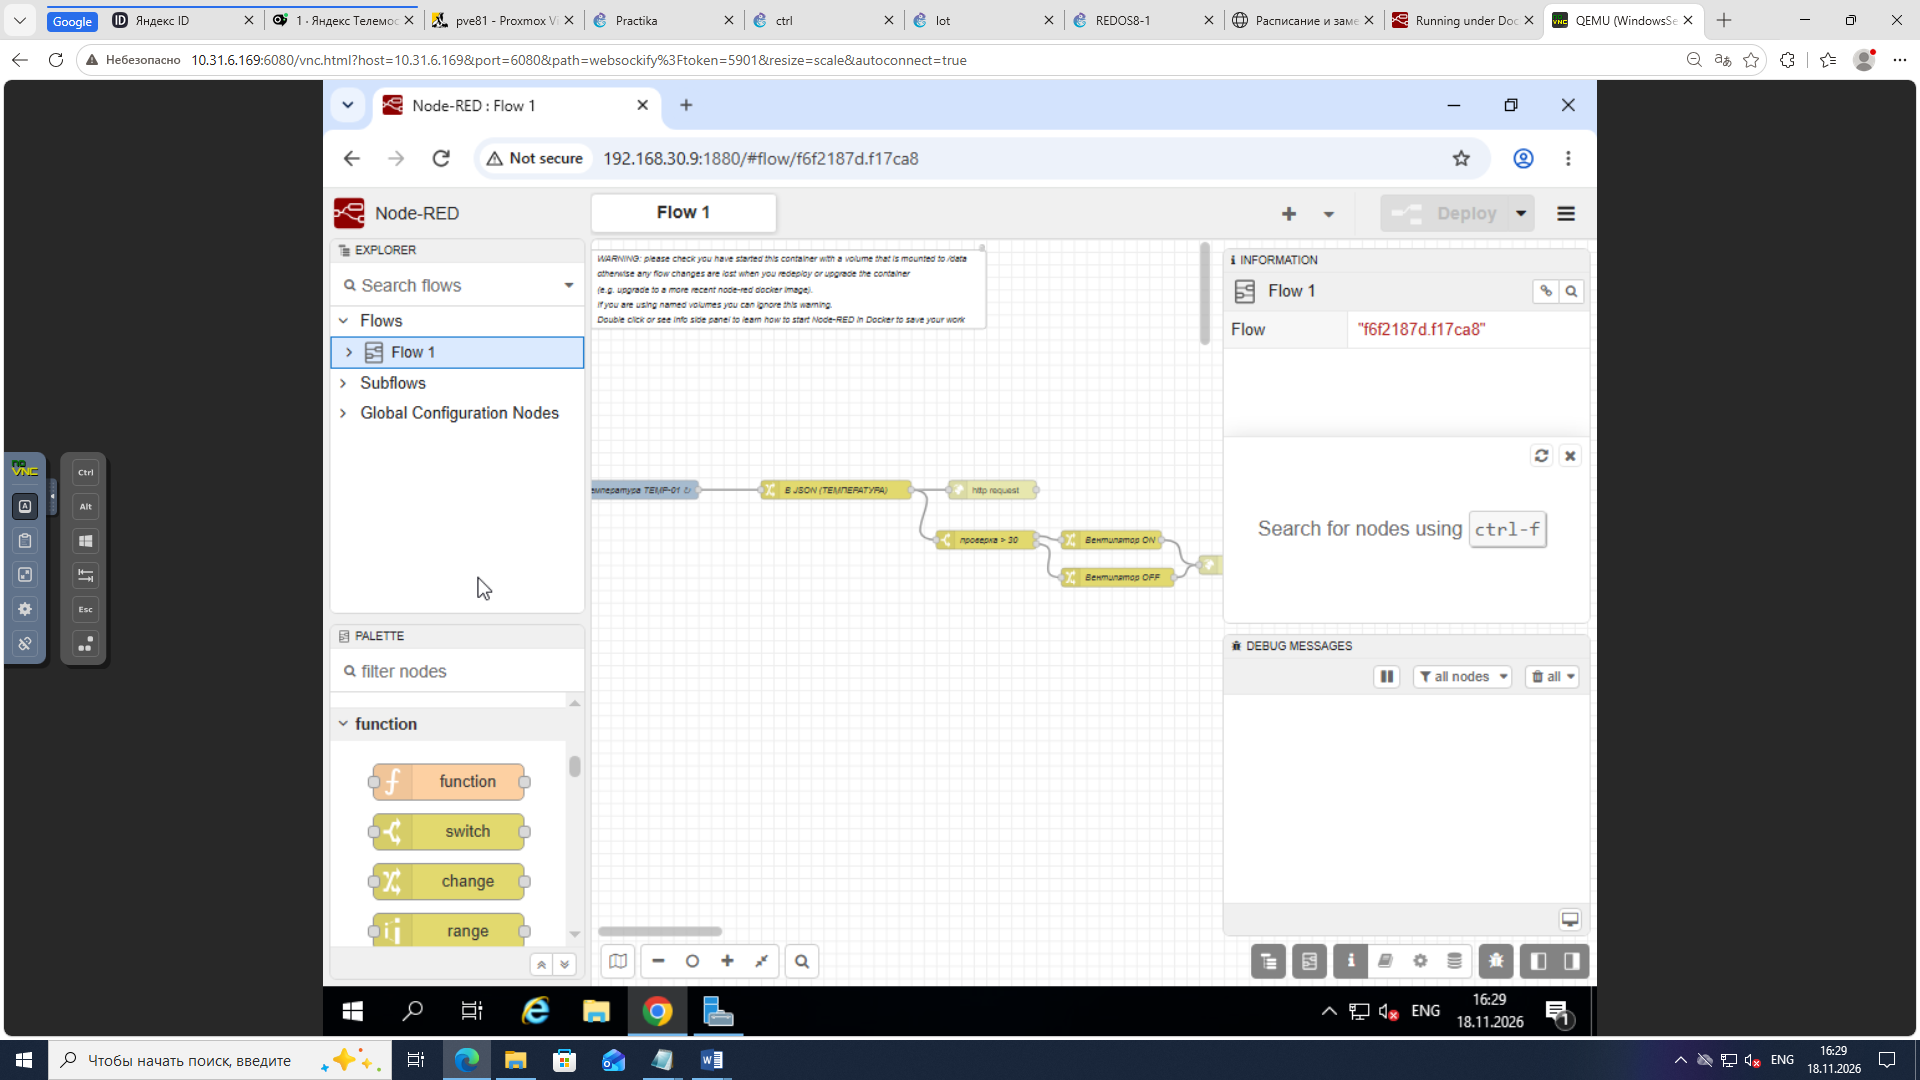 Google
Яндекс ID
1 · Яндекс Телемос
pve81 - Proxmox Vi
Practika
ctrl
Iot
REDOS8-1
Расписание и заме
Running under Doc
QEMU (WindowsSe
Небезопасно
10.31.6.169:6080/vnc.html?host=10.31.6.169&port=6080&path=websockify%3Ftoken=5901&resize=scale&autoconnect=true
Node-RED : Flow 1
Not secure
192.168.30.9:1880/#flow/f6f2187d.f17ca8
Node-RED
Flow 1
Deploy
EXPLORER
Search flows
Flows
Flow 1
Subflows
Global Configuration Nodes
WARNING: please check you have started this container with a volume that is mounted to /data
otherwise any flow changes are lost when you redeploy or upgrade the container
(e.g. upgrade to a more recent node-red docker image).
If you are using named volumes you can ignore this warning.
Double click or see info side panel to learn how to start Node-RED in Docker to save your work
емпература TEMP-01 ↻
В JSON (ТЕМПЕРАТУРА)
http request
проверка > 30
Вентилятор ON
Вентилятор OFF
INFORMATION
Flow 1
Flow
"f6f2187d.f17ca8"
Search for nodes using ctrl-f
DEBUG MESSAGES
all nodes
all
noVNC
Ctrl
Alt
Esc
PALETTE
filter nodes
function
function
switch
change
range
ENG
16:29
18.11.2026
1
Чтобы начать поиск, введите
ENG
16:29
18.11.2026